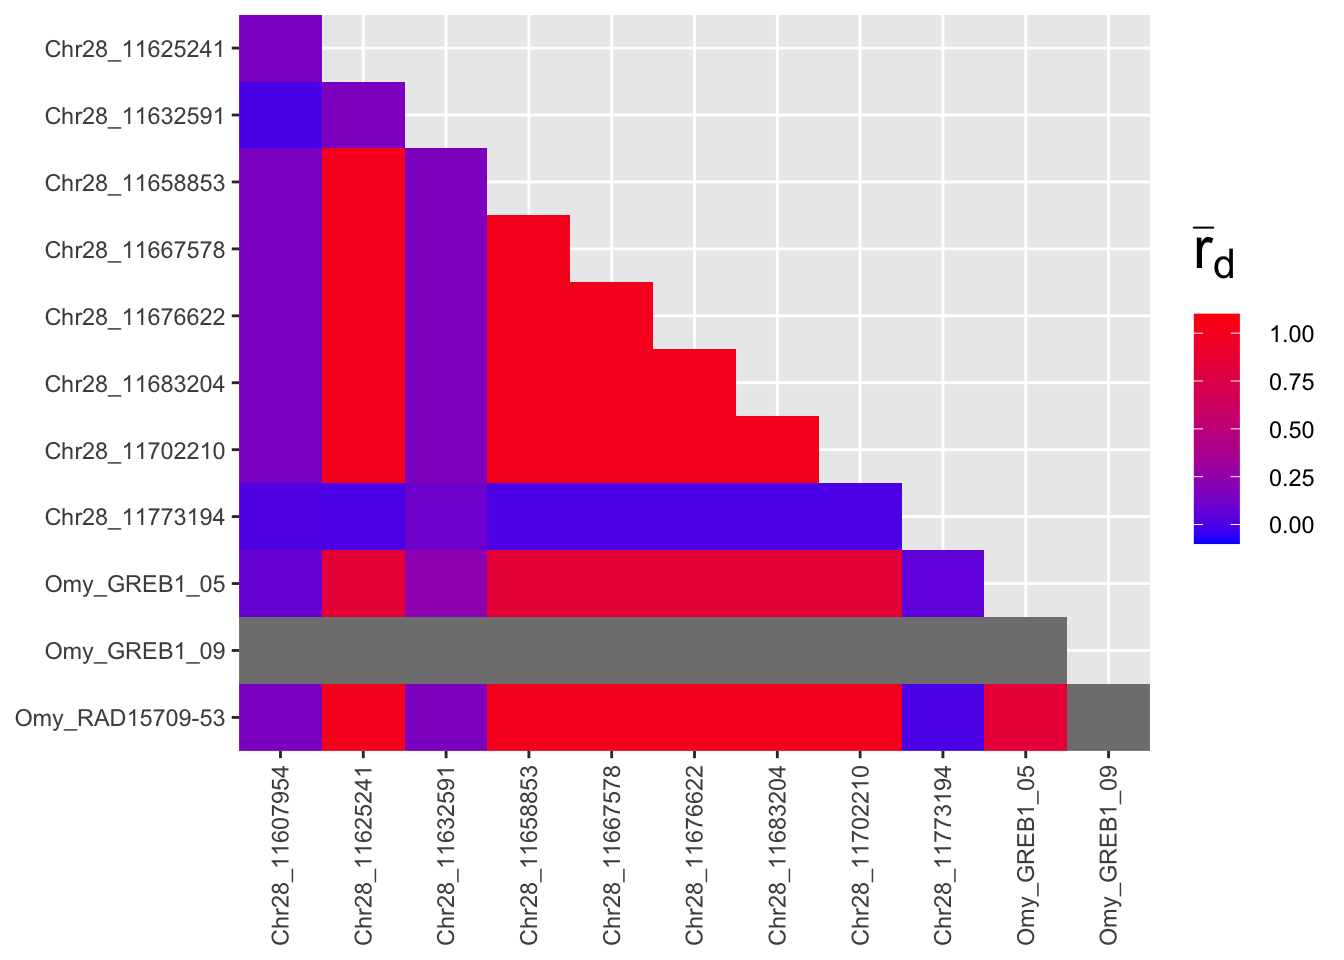 Chr28_11625241
Chr28_11632591
Chr28_11658853
Chr28_11667578
Chr28_11676622
Chr28_11683204
Chr28_11702210
Chr28_11773194
Omy_GREB1_05
Omy_GREB1_09
Omy_RAD15709-53
Chr28_11607954
Chr28_11625241
Chr28_11632591
Chr28_11658853
Chr28_11667578
Chr28_11676622
Chr28_11683204
Chr28_11702210
Chr28_11773194
Omy_GREB1_05
Omy_GREB1_09
r̄d
1.00
0.75
0.50
0.25
0.00